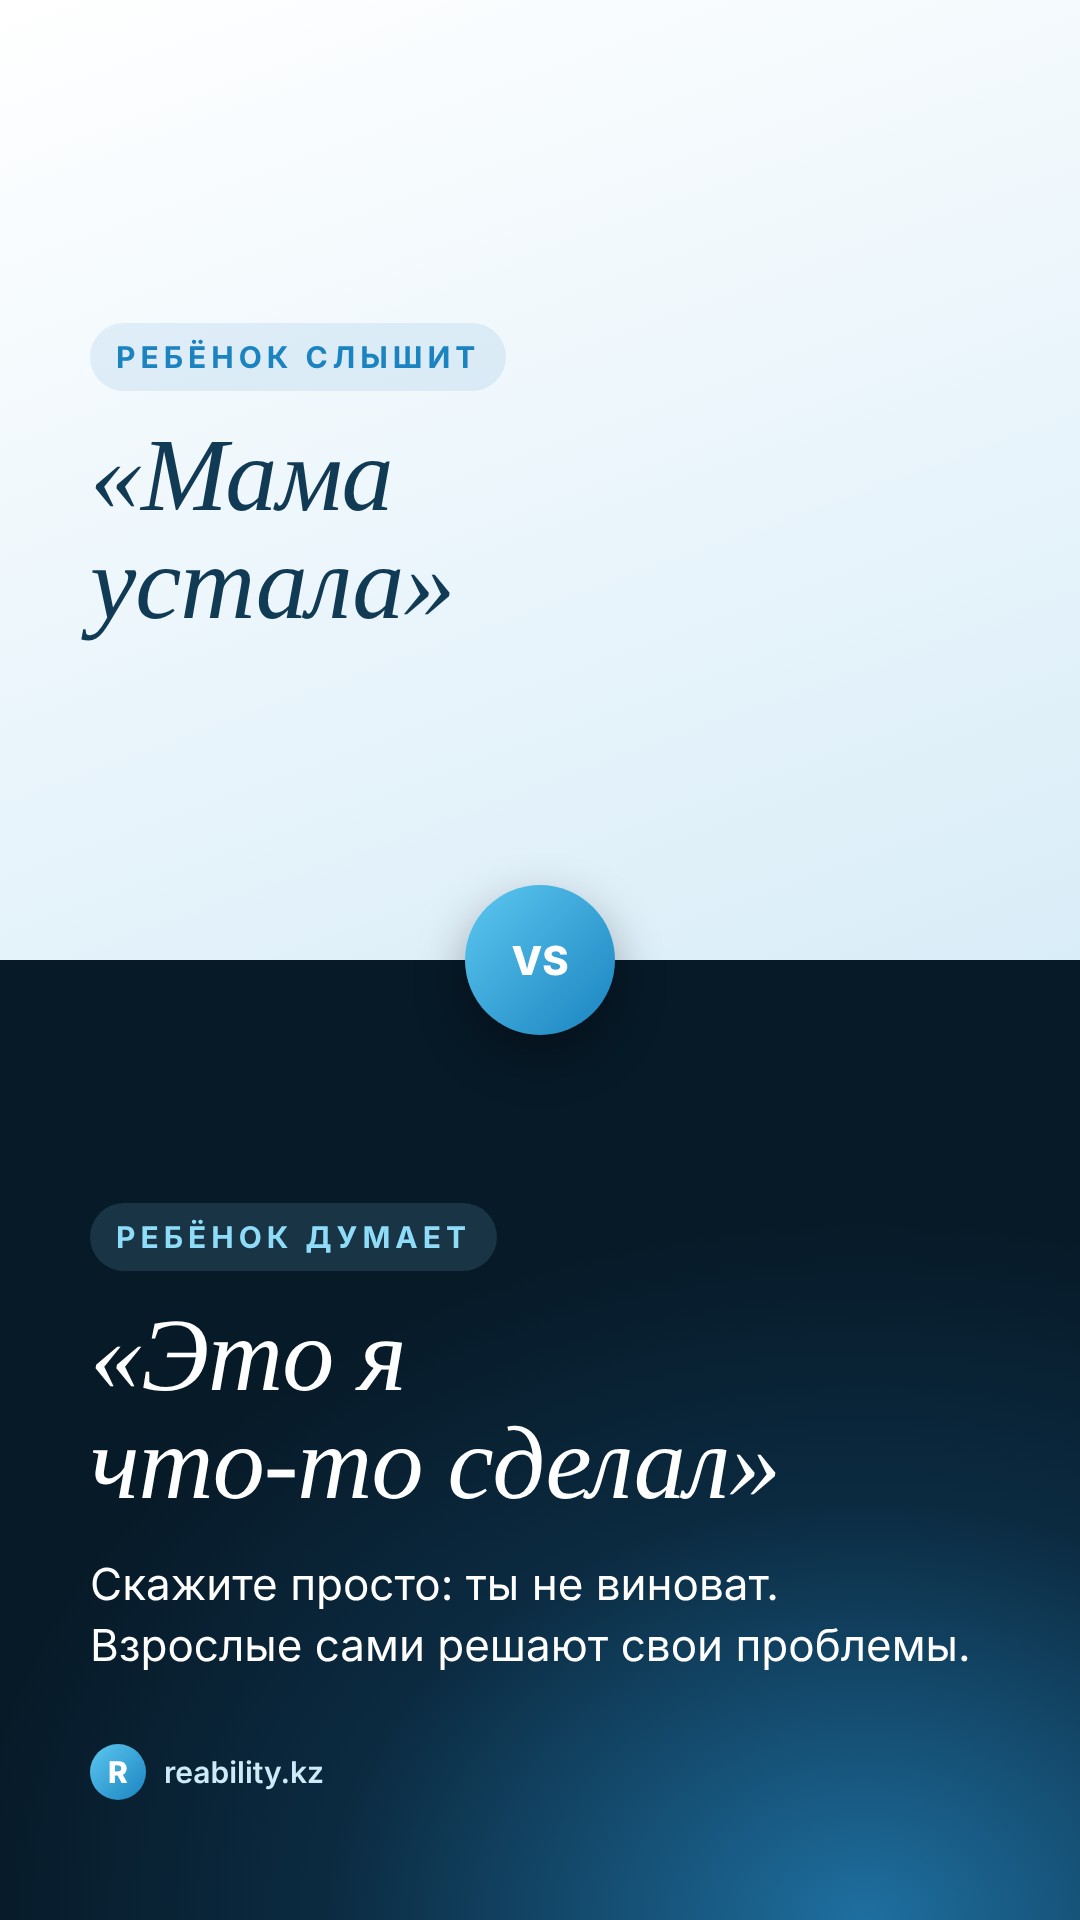 РЕБЁНОК СЛЫШИТ
«Мама
устала»
VS
РЕБЁНОК ДУМАЕТ
«Это я
что-то сделал»
Скажите просто: ты не виноват.
Взрослые сами решают свои проблемы.
R reability.kz